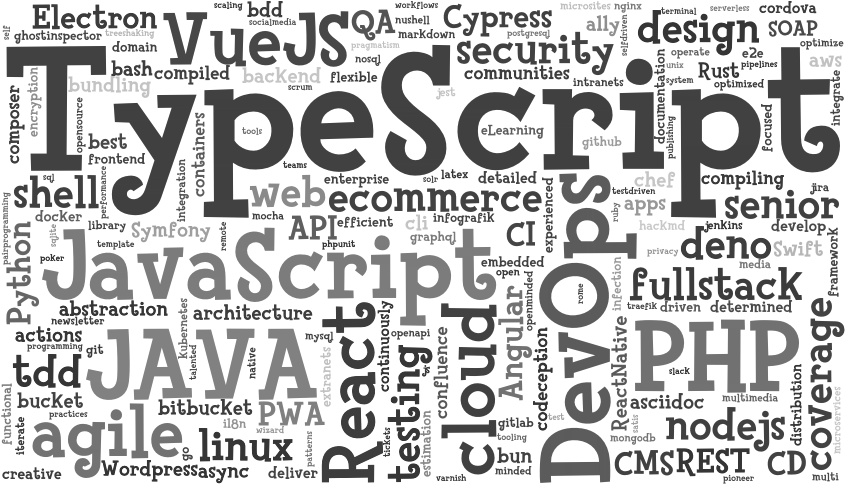 self
Electron
ghostinspector
treeshaking
domain
VueJS
scaling
bdd
socialmedia
QA
workflows
nushell
markdown
pragmatism
nosql
Cypress
postgresql
security
microsites
nginx
ally
selfdriven
design
terminal
serverless
cordova
SOAP
optimize
bash
compiled
backend
flexible
scrum
communities
intranets
documentation
operate
unix
system
Rust
e2e
pipelines
optimized
aws
integrate
bundling
composer
encryption
opensource
TypeScript
tools
jest
eLearning
github
publishing
focused
best
frontend
containers
teams
sql
performance
integration
shell
docker
web
enterprise
solr
latex
detailed
ecommerce
experienced
testdriven
chef
compiling
jira
apps
senior
pairprogramming
library
Symfony
remote
mocha
API
efficient
cli
infografik
graphql
CI
DevOps
ruby
hackmd
jenkins
develop
Python
sqlite
template
poker
JavaScript
phpunit
embedded
open
openminded
privacy
deno
media
Swift
framework
rome
infection
fullstack
abstraction
newsletter
architecture
continuously
Angular
traefik
driven
determined
actions
programming
git
JAVA
kubernetes
talented
native
mysql
extranets
React
openapi
testing
vs
confluence
cloud
codeception
ReactNative
PHP
slack
coverage
tdd
bucket
practices
functional
iterate
agile
go
bitbucket
i18n
PWA
wizard
patterns
tickets
estimation
gitlab
tooling
test
satis
asciidoc
multimedia
distribution
microservices
nodejs
mongodb
linux
creative
Wordpress
async
deliver
varnish
bun
minded
CMS
REST
pioneer
CD
multi